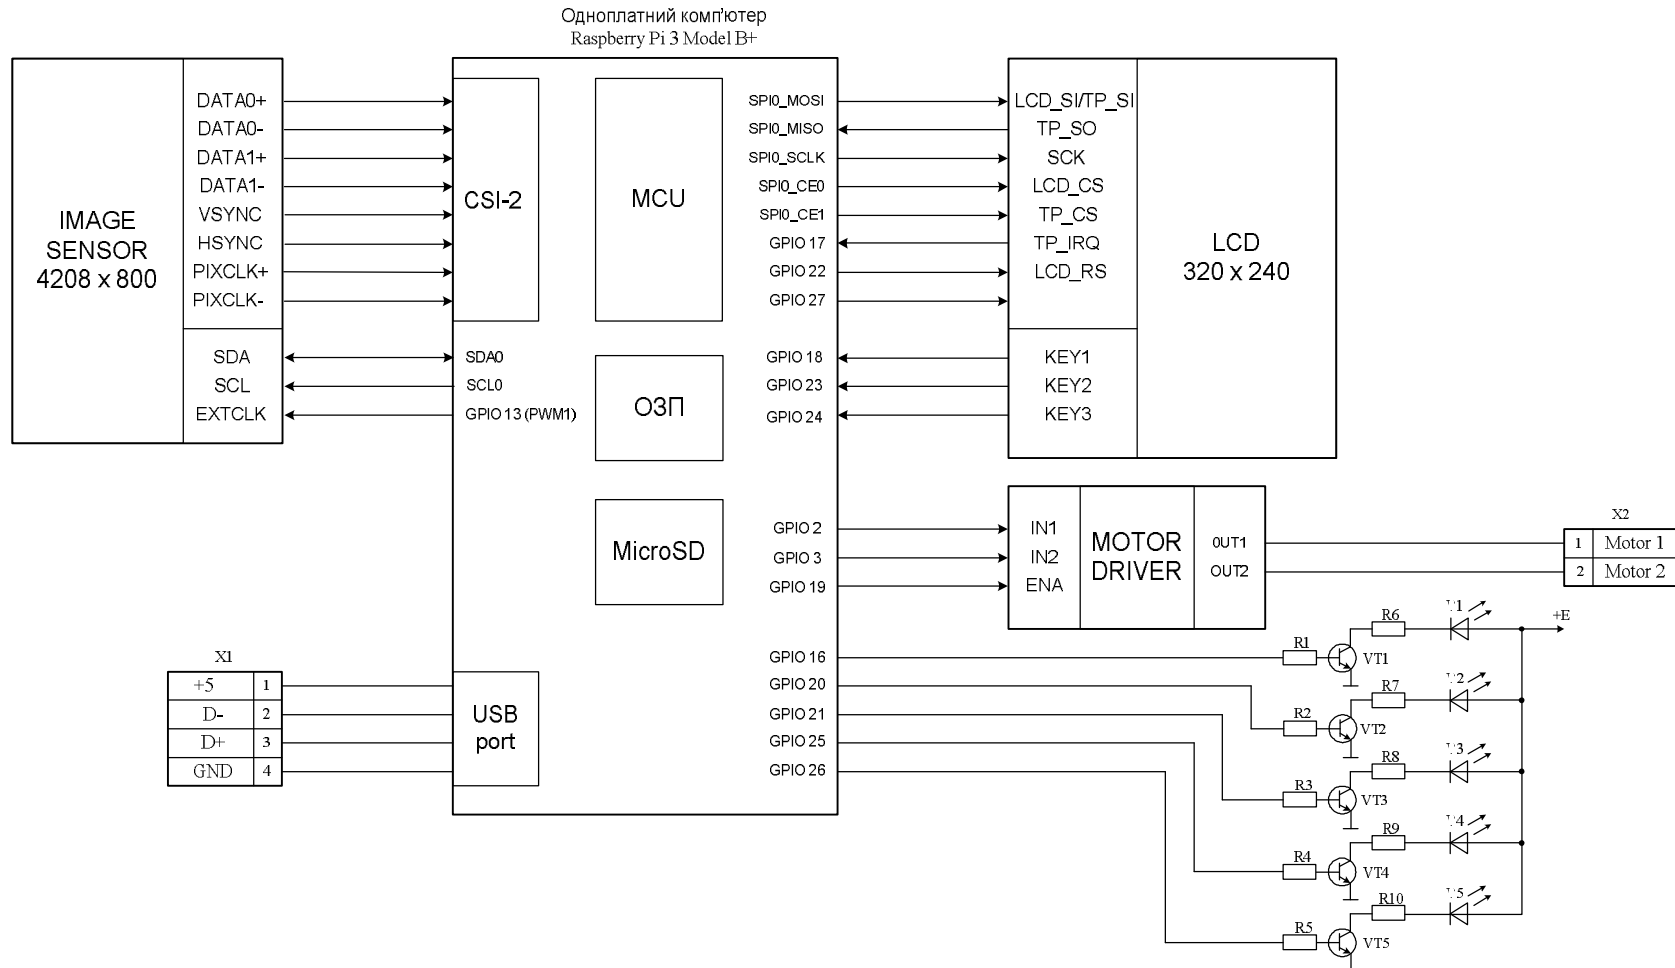 Одноплатний комп'ютер
Raspberry Pi 3 Model B+
IMAGE
SENSOR
4208 x 800
DATA0+
DATA0-
DATA1+
DATA1-
VSYNC
HSYNC
PIXCLK+
PIXCLK-
SDA
SCL
EXTCLK
CSI-2
SDA0
SCL0
GPIO 13 (PWM1)
MCU
ОЗП
MicroSD
USB
port
SPI0_MOSI
SPI0_MISO
SPI0_SCLK
SPI0_CE0
SPI0_CE1
GPIO 17
GPIO 22
GPIO 27
GPIO 18
GPIO 23
GPIO 24
GPIO 2
GPIO 3
GPIO 19
GPIO 16
GPIO 20
GPIO 21
GPIO 25
GPIO 26
LCD_SI/TP_SI
TP_SO
SCK
LCD_CS
TP_CS
TP_IRQ
LCD_RS
KEY1
KEY2
KEY3
LCD
320 x 240
IN1
IN2
ENA
MOTOR
DRIVER
0UT1
OUT2
X2
1 Motor 1
2 Motor 2
X1
+5 1
D- 2
D+ 3
GND 4
+E
R6
R1
VT1
R7
R2
VT2
R8
R3
VT3
R9
R4
VT4
R10
R5
VT5